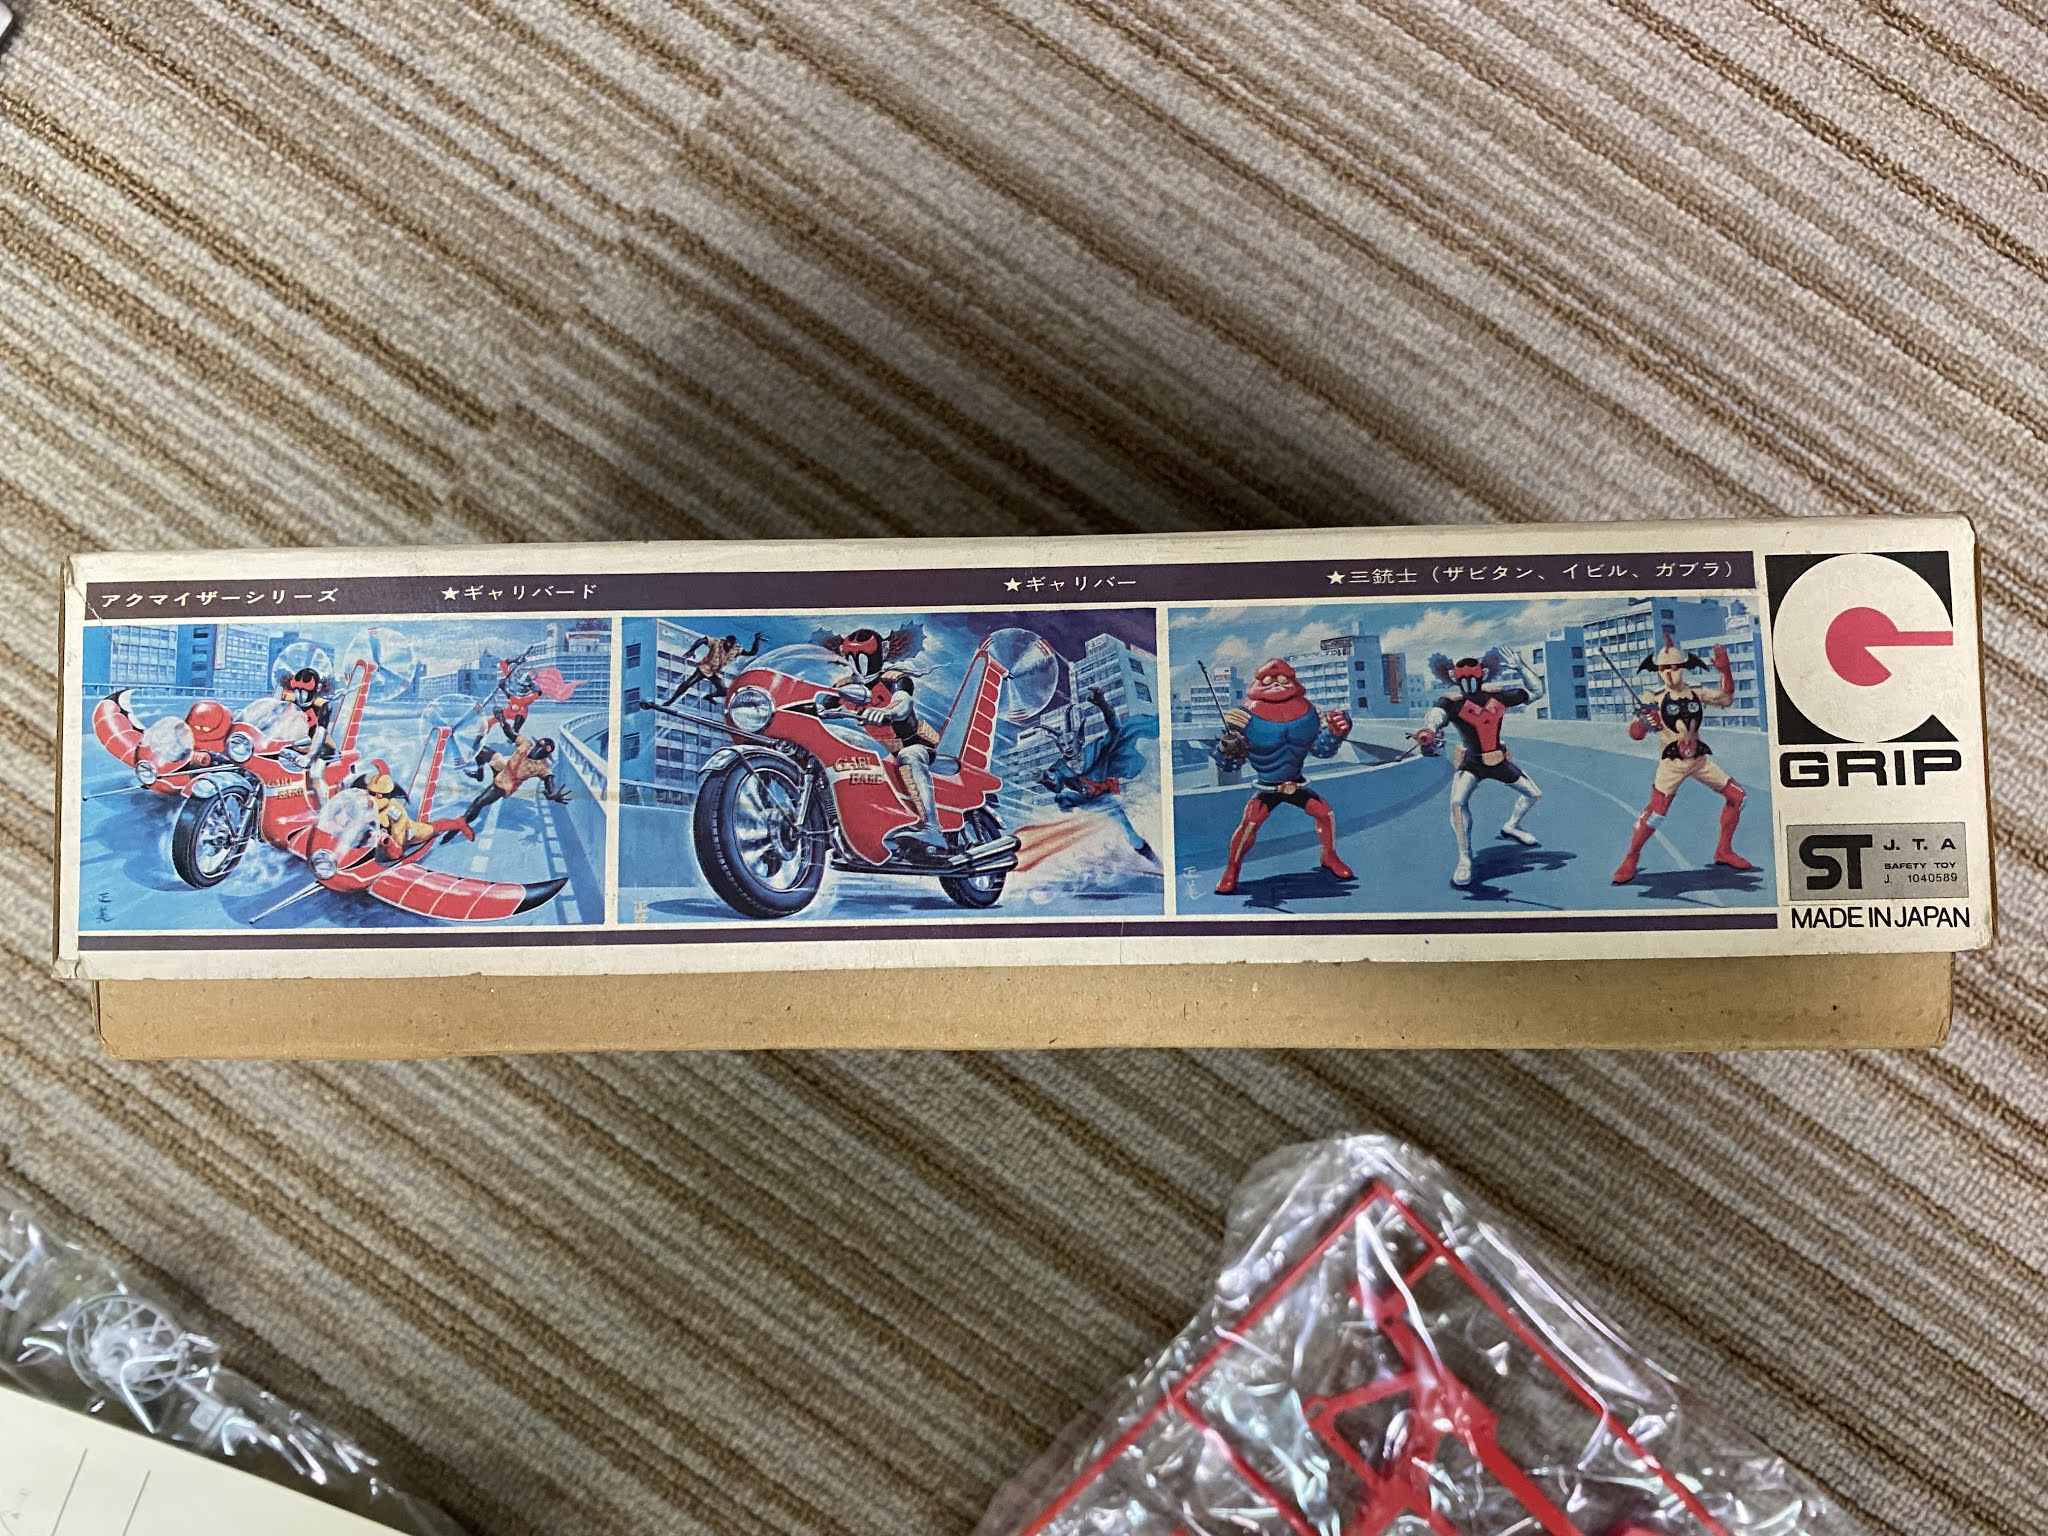 アクマイザーシリーズ ★ギャリバード ★ギャリバー ★三銃士（ザビタン、イビル、ガブラ）
GARI
BARD
GRIP
ST
J. T. A
SAFETY TOY
J. 1040589
MADE IN JAPAN